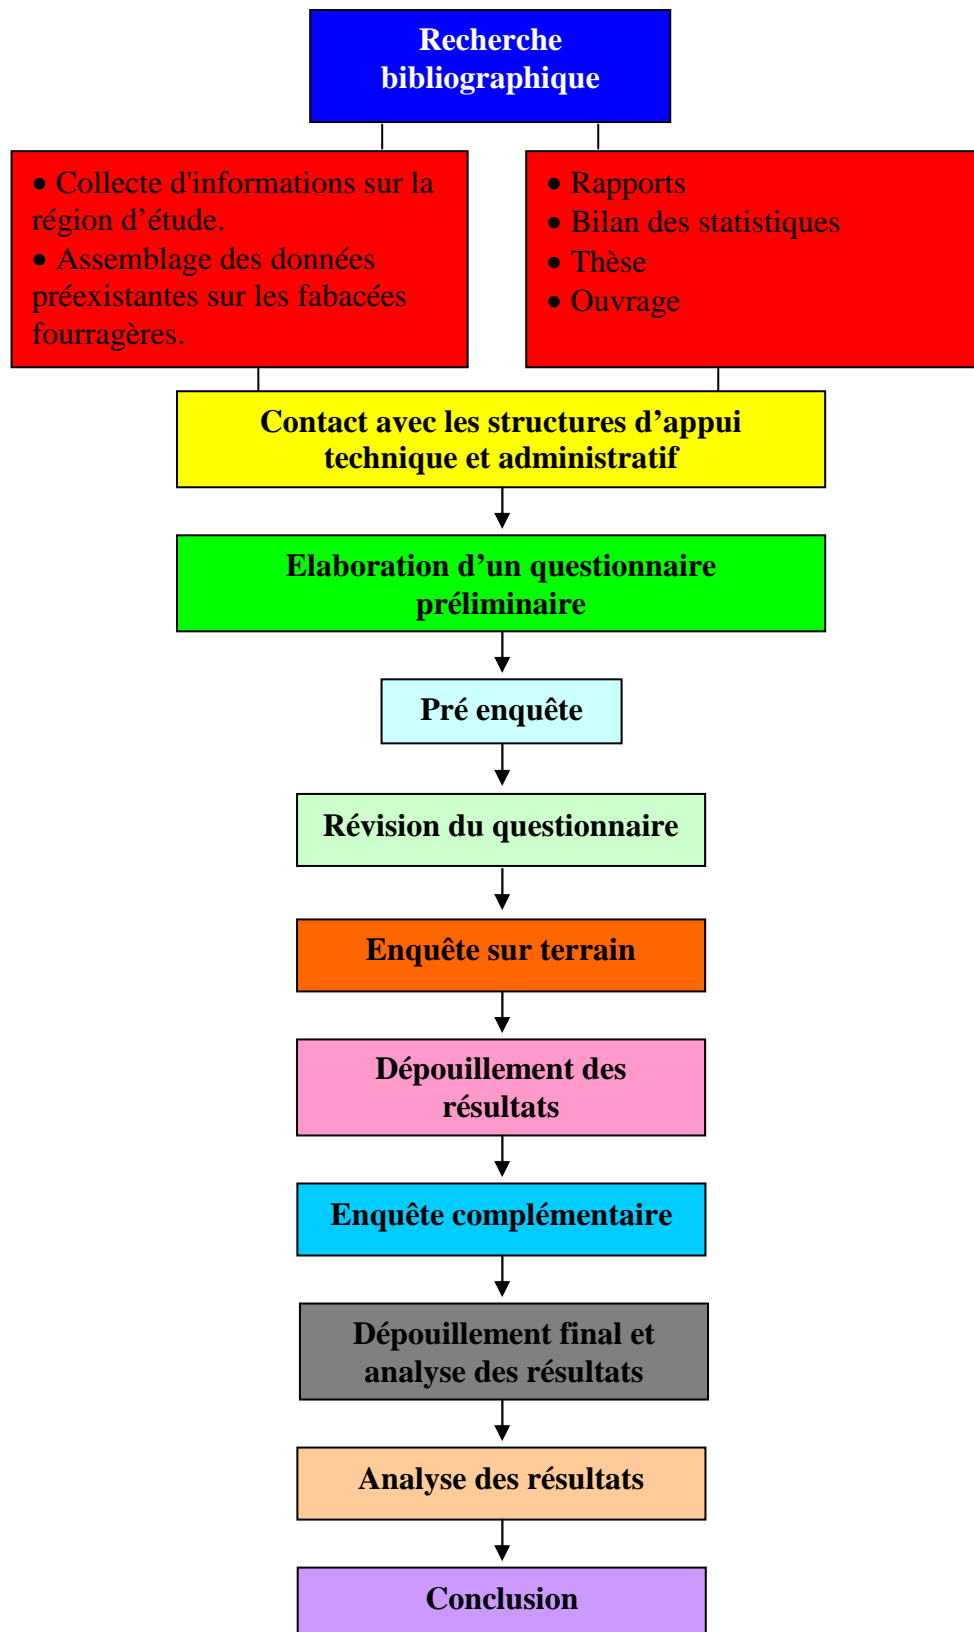 Recherche
bibliographique
• Collecte d'informations sur la
région d’étude.
• Assemblage des données
préexistantes sur les fabacées
fourragères.
• Rapports
• Bilan des statistiques
• Thèse
• Ouvrage
Contact avec les structures d’appui
technique et administratif
Elaboration d’un questionnaire
préliminaire
Pré enquête
Révision du questionnaire
Enquête sur terrain
Dépouillement des
résultats
Enquête complémentaire
Dépouillement final et
analyse des résultats
Analyse des résultats
Conclusion